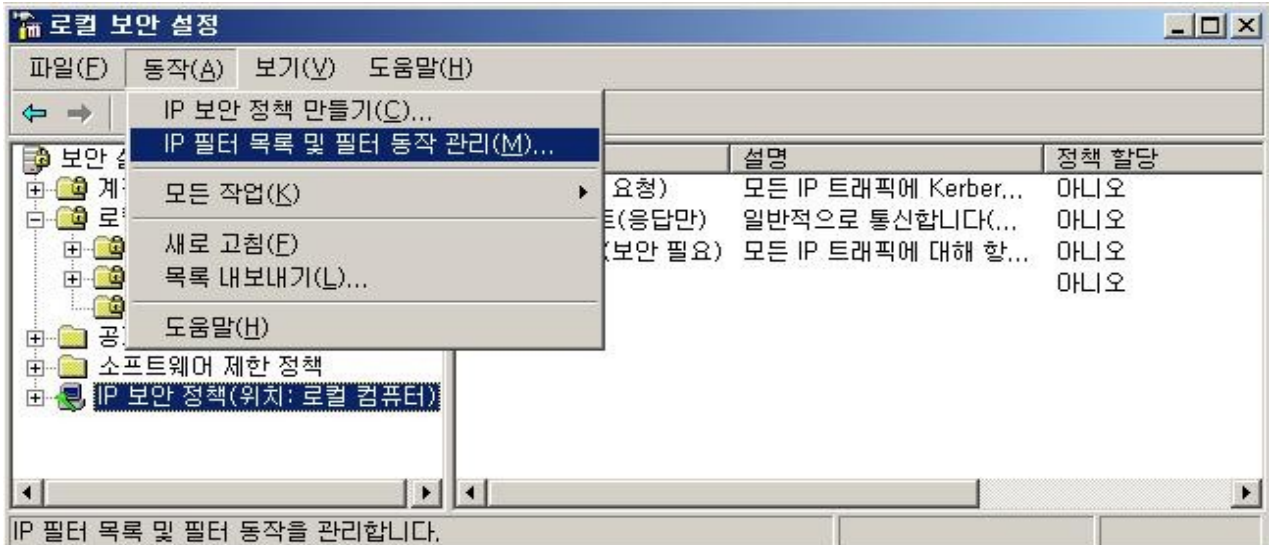 로컬 보안 설정
파일(F) 동작(A) 보기(V) 도움말(H)
IP 보안 정책 만들기(C)...
IP 필터 목록 및 필터 동작 관리(M)...
모든 작업(K)
새로 고침(F)
목록 내보내기(L)...
도움말(H)
보안
설명 정책 할당
요청) 모든 IP 트래픽에 Kerber... 아니오
(응답만) 일반적으로 통신합니다(... 아니오
(보안 필요) 모든 IP 트래픽에 대해 항... 아니오
아니오
계
로
공
소프트웨어 제한 정책
IP 보안 정책(위치: 로컬 컴퓨터)
IP 필터 목록 및 필터 동작을 관리합니다.